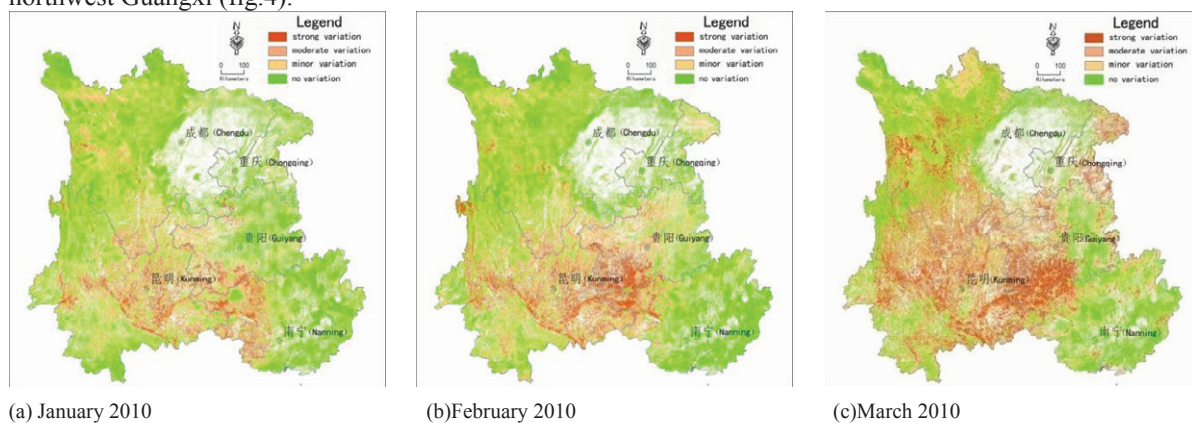 northwest Guangxi (fig.4).
N
100
Kilometers
Legend
strong variation
moderate variation
minor variation
no variation
成都(Chengdu)
重庆(Chongqing)
贵阳(Guiyang)
昆明(Kunming)
南宁(Nanning)
N
100
Kilometers
Legend
strong variation
moderate variation
minor variation
no variation
成都(Chengdu)
重庆(Chongqing)
贵阳(Guiyang)
昆明(Kunming)
南宁(Nanning)
N
100
Kilometers
Legend
strong variation
moderate variation
minor variation
no variation
成都(Chengdu)
重庆(Chongqing)
贵阳(Guiyang)
昆明(Kunming)
南宁(Nanning)
(a) January 2010
(b)February 2010
(c)March 2010